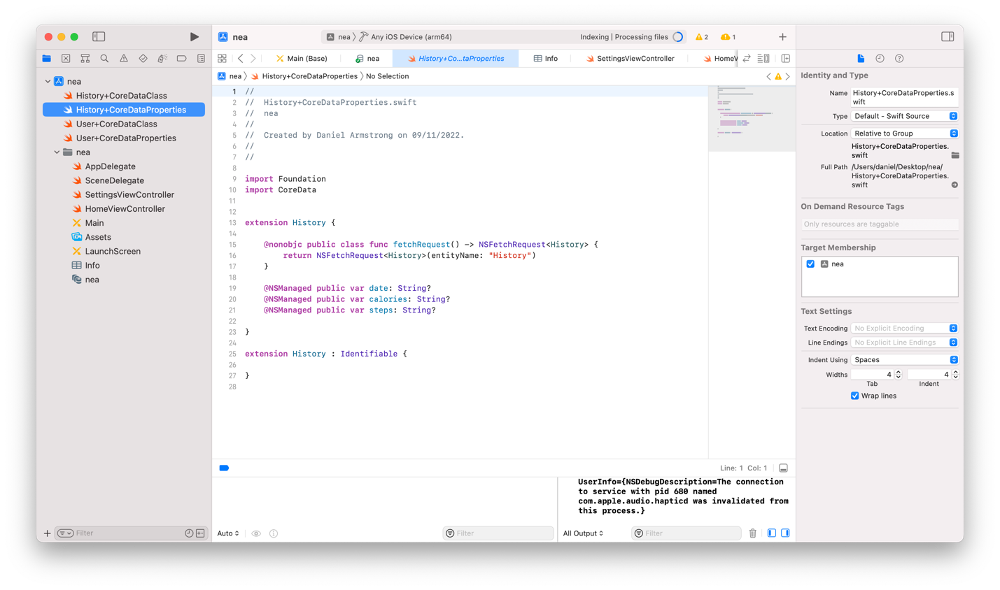 nea
nea
Any iOS Device (arm64)
Indexing | Processing files
2
1
Main (Base)
nea
History+Co...taProperties
Info
SettingsViewController
HomeV
nea
History+CoreDataProperties
No Selection
nea
History+CoreDataClass
History+CoreDataProperties
User+CoreDataClass
User+CoreDataProperties
nea
AppDelegate
SceneDelegate
SettingsViewController
HomeViewController
Main
Assets
LaunchScreen
Info
nea
Filter
1 //
2 //  History+CoreDataProperties.swift
3 //  nea
4 //
5 //  Created by Daniel Armstrong on 09/11/2022.
6 //
7 //
8
9 import Foundation
10 import CoreData
11
12
13 extension History {
14
15     @nonobjc public class func fetchRequest() -> NSFetchRequest<History> {
16         return NSFetchRequest<History>(entityName: "History")
17     }
18
19     @NSManaged public var date: String?
20     @NSManaged public var calories: String?
21     @NSManaged public var steps: String?
22
23 }
24
25 extension History : Identifiable {
26
27 }
28
Line: 1 Col: 1
UserInfo={NSDebugDescription=The connection
to service with pid 680 named
com.apple.audio.hapticd was invalidated from
this process.}
Auto
Filter
All Output
Filter
Identity and Type
Name
History+CoreDataProperties.s
wift
Type
Default - Swift Source
Location
Relative to Group
History+CoreDataProperties.
swift
Full Path
/Users/daniel/Desktop/nea/
History+CoreDataProperties.
swift
On Demand Resource Tags
Only resources are taggable
Target Membership
nea
Text Settings
Text Encoding
No Explicit Encoding
Line Endings
No Explicit Line Endings
Indent Using
Spaces
Widths
4
4
Tab
Indent
Wrap lines